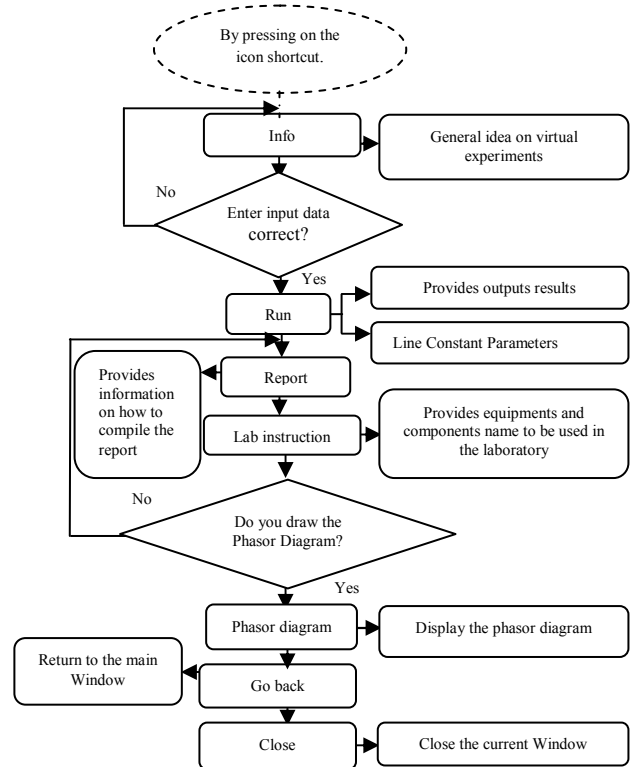 By pressing on the
icon shortcut.
Info
General idea on virtual
experiments
No
Enter input data
correct?
Yes
Provides outputs results
Run
Line Constant Parameters
Provides
information
on how to
compile the
report
Report
Lab instruction
Provides equipments and
components name to be used in
the laboratory
No
Do you draw the
Phasor Diagram?
Yes
Phasor diagram
Display the phasor diagram
Return to the main
Window
Go back
Close
Close the current Window